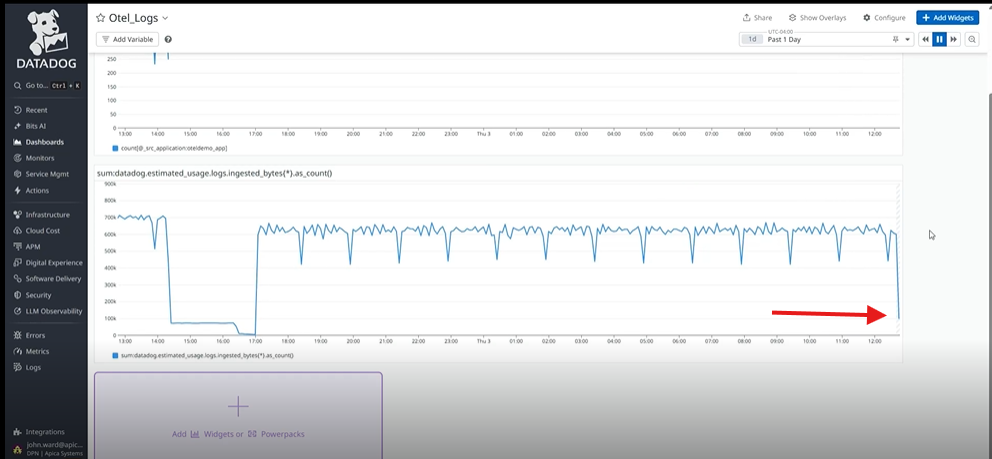 DATADOG
Go to... Ctrl + K
Recent
Bits AI
Dashboards
Monitors
Service Mgmt
Actions
Infrastructure
Cloud Cost
APM
Digital Experience
Software Delivery
Security
LLM Observability
Errors
Metrics
Logs
Integrations
john.ward@apic...
DPN | Apica Systems
Otel_Logs
Share Show Overlays Configure + Add Widgets
Add Variable
UTC-04:00
1d Past 1 Day
250
200
150
100
50
0
13:00 14:00 15:00 16:00 17:00 18:00 19:00 20:00 21:00 22:00 23:00 Thu 3 01:00 02:00 03:00 04:00 05:00 06:00 07:00 08:00 09:00 10:00 11:00 12:00
count[@_src_application:oteldemo_app]
sum:datadog.estimated_usage.logs.ingested_bytes{*}.as_count()
900k
800k
700k
600k
500k
400k
300k
200k
100k
0
13:00 14:00 15:00 16:00 17:00 18:00 19:00 20:00 21:00 22:00 23:00 Thu 3 01:00 02:00 03:00 04:00 05:00 06:00 07:00 08:00 09:00 10:00 11:00 12:00
sum:datadog.estimated_usage.logs.ingested_bytes{*}.as_count()
Add Widgets or Powerpacks